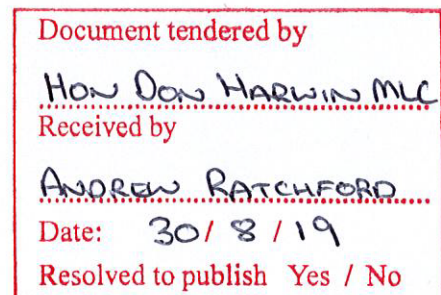 Document tendered by
HON DON HARWIN MLC
Received by
ANDREW RATCHFORD
Date: 30/ 8 / 19
Resolved to publish Yes / No